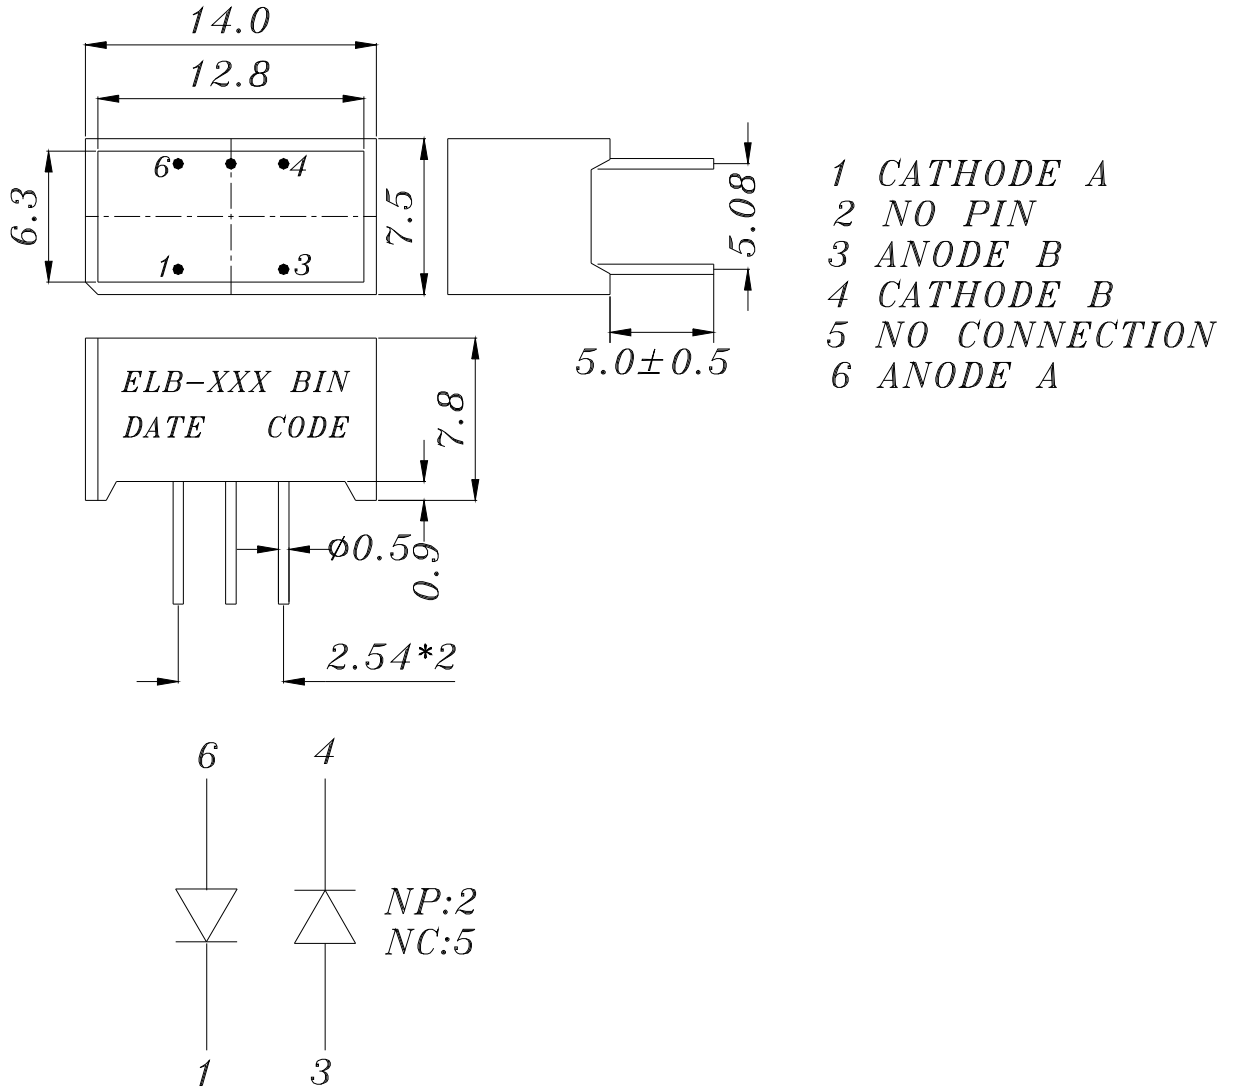 14.0
12.8
6 4
1 3
6.3
7.5
5.08
5.0±0.5
1 CATHODE A
2 NO PIN
3 ANODE B
4 CATHODE B
5 NO CONNECTION
6 ANODE A
ELB-XXX BIN
DATE CODE
7.8
ø0.5
0.9
2.54*2
6 4
NP:2
NC:5
1 3